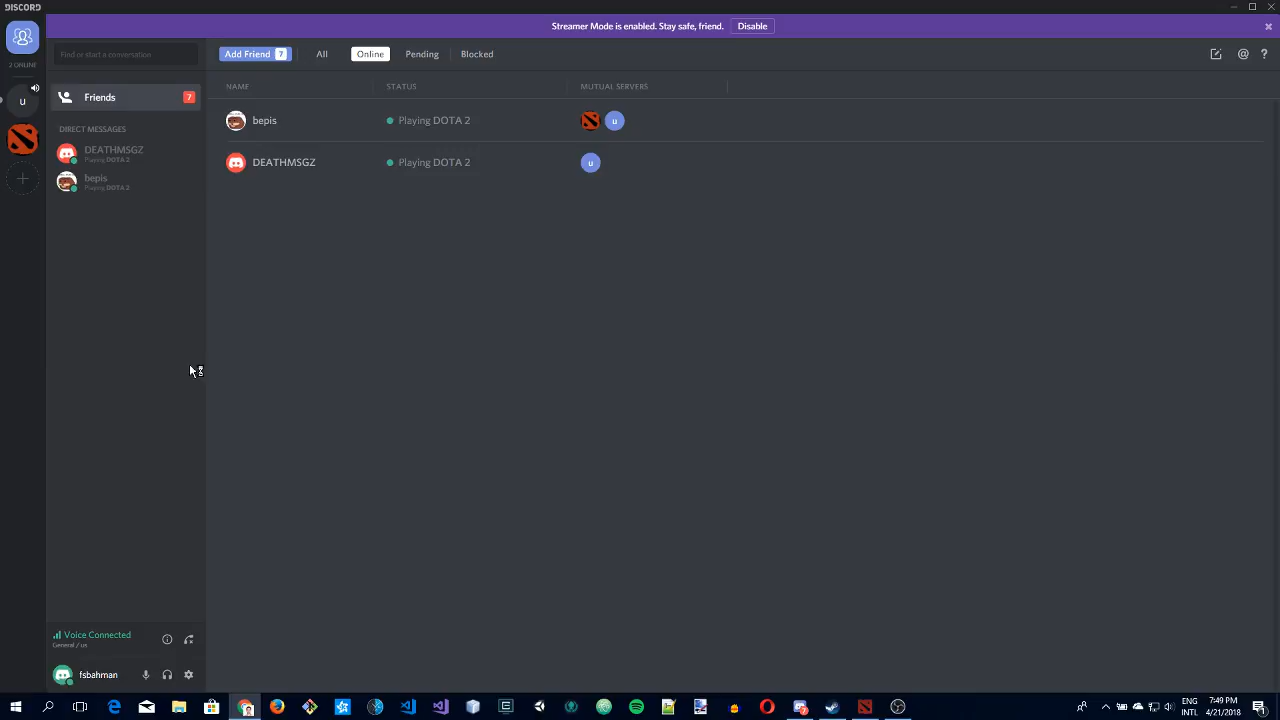 DISCORD
Streamer Mode is enabled. Stay safe, friend. Disable
2 ONLINE
Find or start a conversation
Add Friend 7 All Online Pending Blocked
@ ?
u
Friends 7
NAME STATUS MUTUAL SERVERS
bepis Playing DOTA 2 u
DEATHMSGZ Playing DOTA 2 u
DIRECT MESSAGES
DEATHMSGZ
Playing DOTA 2
bepis
Playing DOTA 2
Voice Connected
General / us
fsbahman
ENG
INTL
7:49 PM
4/21/2018